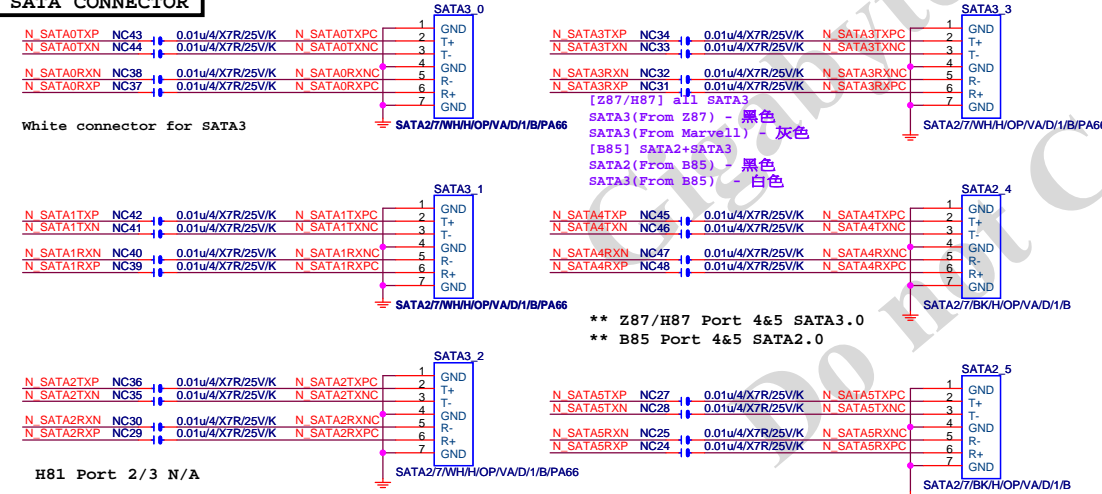 SATA CONNECTOR
SATA3_0
N_SATA0TXP NC43 0.01u/4/X7R/25V/K N_SATA0TXPC
N_SATA0TXN NC44 0.01u/4/X7R/25V/K N_SATA0TXNC
N_SATA0RXN NC38 0.01u/4/X7R/25V/K N_SATA0RXNC
N_SATA0RXP NC37 0.01u/4/X7R/25V/K N_SATA0RXPC
1 GND
2 T+
3 T-
4 GND
5 R-
6 R+
7 GND
White connector for SATA3
SATA2/7/WH/H/OP/VA/D/1/B/PA66
SATA3_3
N_SATA3TXP NC34 0.01u/4/X7R/25V/K N_SATA3TXPC
N_SATA3TXN NC33 0.01u/4/X7R/25V/K N_SATA3TXNC
N_SATA3RXN NC32 0.01u/4/X7R/25V/K N_SATA3RXNC
N_SATA3RXP NC31 0.01u/4/X7R/25V/K N_SATA3RXPC
1 GND
2 T+
3 T-
4 GND
5 R-
6 R+
7 GND
SATA2/7/WH/H/OP/VA/D/1/B/PA66
[Z87/H87] all SATA3
SATA3(From Z87) - 黑色
SATA3(From Marvell) - 灰色
[B85] SATA2+SATA3
SATA2(From B85) - 黑色
SATA3(From B85) - 白色
SATA3_1
N_SATA1TXP NC42 0.01u/4/X7R/25V/K N_SATA1TXPC
N_SATA1TXN NC41 0.01u/4/X7R/25V/K N_SATA1TXNC
N_SATA1RXN NC40 0.01u/4/X7R/25V/K N_SATA1RXNC
N_SATA1RXP NC39 0.01u/4/X7R/25V/K N_SATA1RXPC
1 GND
2 T+
3 T-
4 GND
5 R-
6 R+
7 GND
SATA2/7/WH/H/OP/VA/D/1/B/PA66
SATA2_4
N_SATA4TXP NC45 0.01u/4/X7R/25V/K N_SATA4TXPC
N_SATA4TXN NC46 0.01u/4/X7R/25V/K N_SATA4TXNC
N_SATA4RXN NC47 0.01u/4/X7R/25V/K N_SATA4RXNC
N_SATA4RXP NC48 0.01u/4/X7R/25V/K N_SATA4RXPC
1 GND
2 T+
3 T-
4 GND
5 R-
6 R+
7 GND
SATA2/7/BK/H/OP/VA/D/1/B
** Z87/H87 Port 4&5 SATA3.0
** B85 Port 4&5 SATA2.0
SATA3_2
N_SATA2TXP NC36 0.01u/4/X7R/25V/K N_SATA2TXPC
N_SATA2TXN NC35 0.01u/4/X7R/25V/K N_SATA2TXNC
N_SATA2RXN NC30 0.01u/4/X7R/25V/K N_SATA2RXNC
N_SATA2RXP NC29 0.01u/4/X7R/25V/K N_SATA2RXPC
1 GND
2 T+
3 T-
4 GND
5 R-
6 R+
7 GND
H81 Port 2/3 N/A
SATA2/7/WH/H/OP/VA/D/1/B/PA66
SATA2_5
N_SATA5TXP NC27 0.01u/4/X7R/25V/K N_SATA5TXPC
N_SATA5TXN NC28 0.01u/4/X7R/25V/K N_SATA5TXNC
N_SATA5RXN NC25 0.01u/4/X7R/25V/K N_SATA5RXNC
N_SATA5RXP NC24 0.01u/4/X7R/25V/K N_SATA5RXPC
1 GND
2 T+
3 T-
4 GND
5 R-
6 R+
7 GND
SATA2/7/BK/H/OP/VA/D/1/B
Gigabyte
Do not C